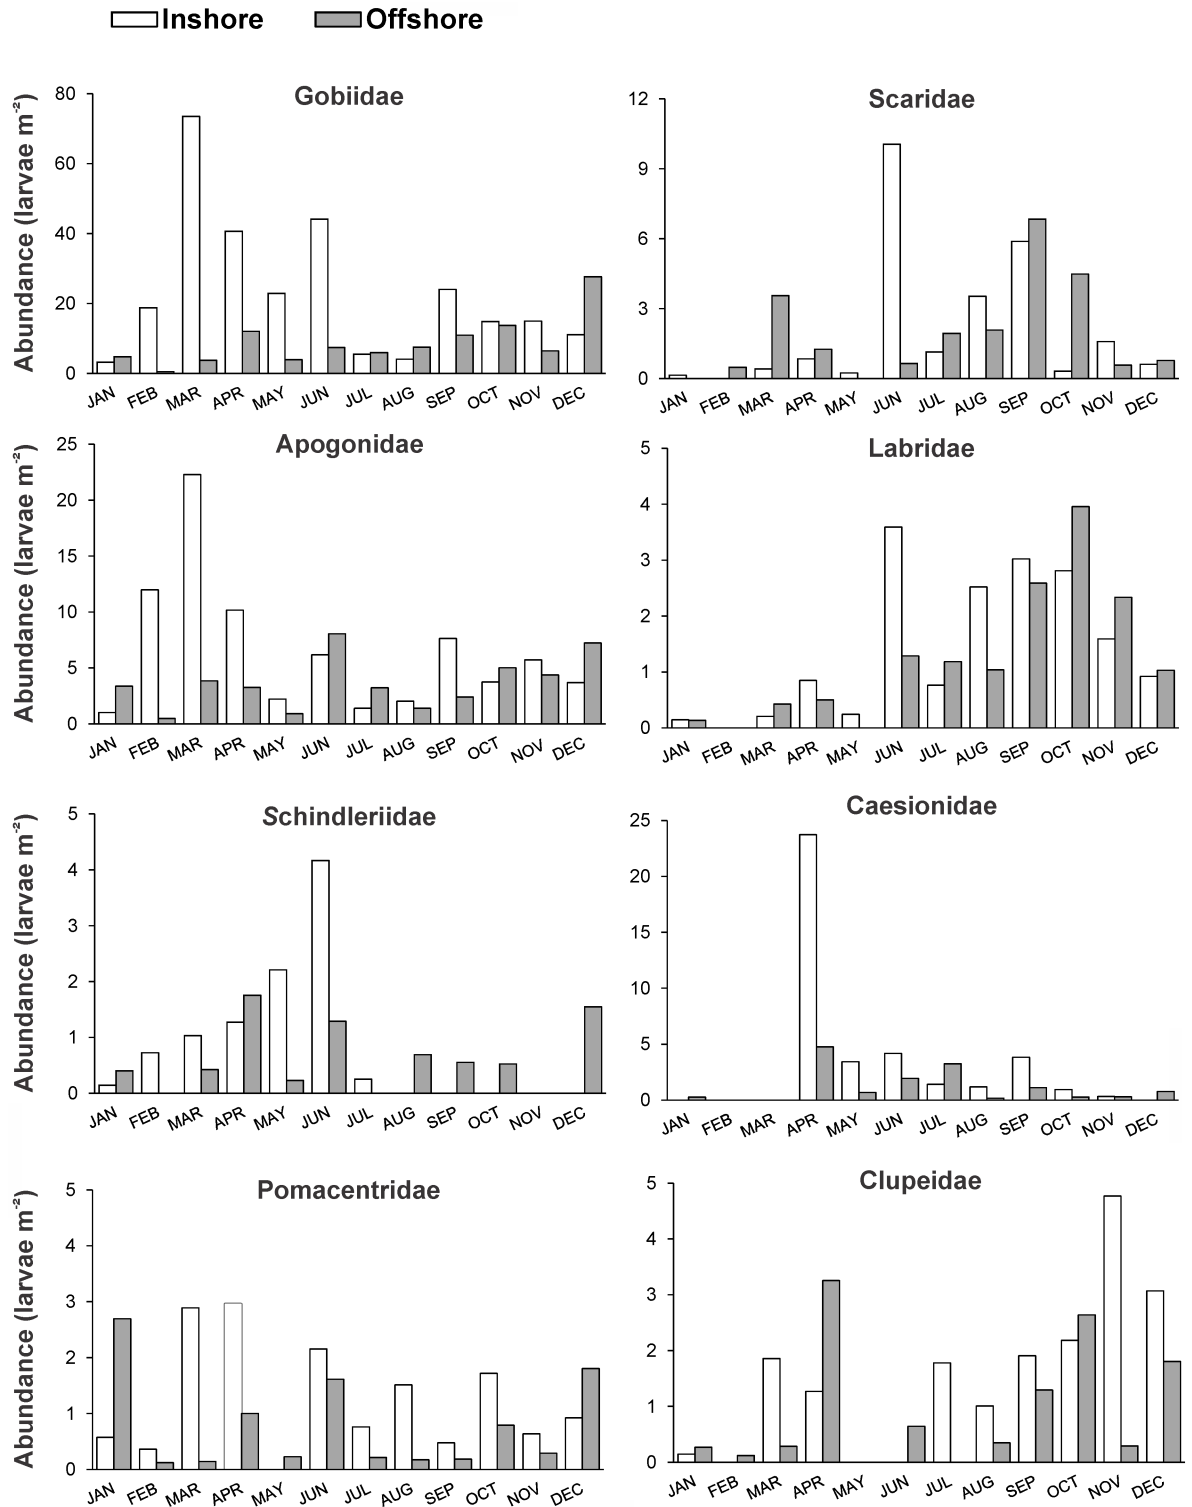 Inshore Offshore
Gobiidae
Abundance (larvae m⁻²)
80
60
40
20
0
JAN FEB MAR APR MAY JUN JUL AUG SEP OCT NOV DEC
Scaridae
12
9
6
3
0
JAN FEB MAR APR MAY JUN JUL AUG SEP OCT NOV DEC
Apogonidae
Abundance (larvae m⁻²)
25
20
15
10
5
0
JAN FEB MAR APR MAY JUN JUL AUG SEP OCT NOV DEC
Labridae
5
4
3
2
1
0
JAN FEB MAR APR MAY JUN JUL AUG SEP OCT NOV DEC
Schindleriidae
Abundance (larvae m⁻²)
5
4
3
2
1
0
JAN FEB MAR APR MAY JUN JUL AUG SEP OCT NOV DEC
Caesionidae
25
20
15
10
5
0
JAN FEB MAR APR MAY JUN JUL AUG SEP OCT NOV DEC
Pomacentridae
Abundance (larvae m⁻²)
5
4
3
2
1
0
JAN FEB MAR APR MAY JUN JUL AUG SEP OCT NOV DEC
Clupeidae
5
4
3
2
1
0
JAN FEB MAR APR MAY JUN JUL AUG SEP OCT NOV DEC